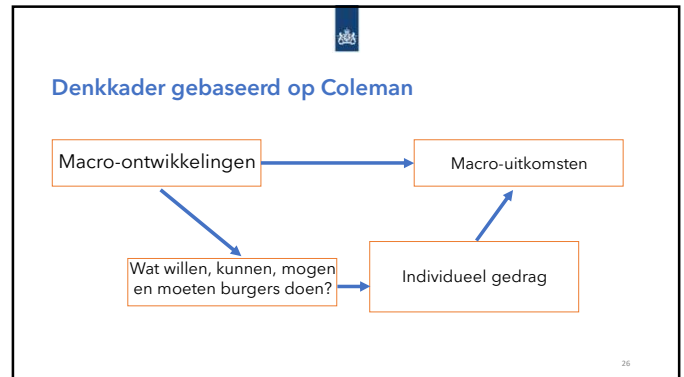 Denkkader gebaseerd op Coleman
Macro-ontwikkelingen
Macro-uitkomsten
Wat willen, kunnen, mogen
en moeten burgers doen?
Individueel gedrag
26